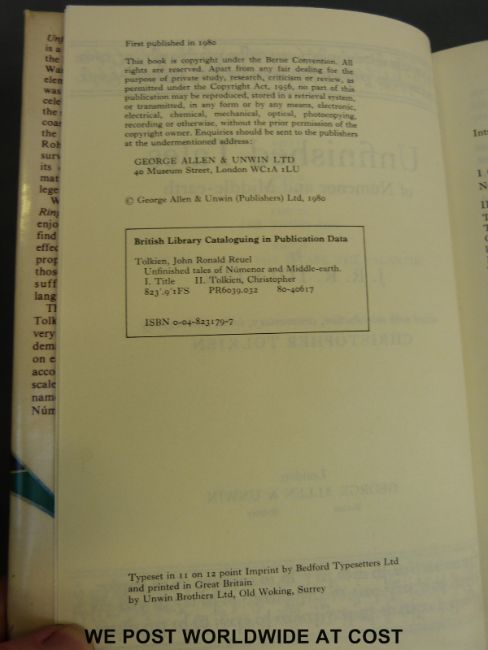 First published in 1980
This book is copyright under the Berne Convention. All
rights are reserved. Apart from any fair dealing for the
purpose of private study, research, criticism or review, as
permitted under the Copyright Act, 1956, no part of this
publication may be reproduced, stored in a retrieval system,
or transmitted, in any form or by any means, electronic,
electrical, chemical, mechanical, optical, photocopying,
recording or otherwise, without the prior permission of the
copyright owner. Enquiries should be sent to the publishers
at the undermentioned address:
GEORGE ALLEN & UNWIN LTD
40 Museum Street, London WC1A 1LU
© George Allen & Unwin (Publishers) Ltd, 1980
British Library Cataloguing in Publication Data
Tolkien, John Ronald Reuel
Unfinished tales of Númenor and Middle-earth.
I. Title II. Tolkien, Christopher
823'.9'1FS PR6039.032 80-40617
ISBN 0-04-823179-7
Typeset in 11 on 12 point Imprint by Bedford Typesetters Ltd
and printed in Great Britain
by Unwin Brothers Ltd, Old Woking, Surrey
WE POST WORLDWIDE AT COST